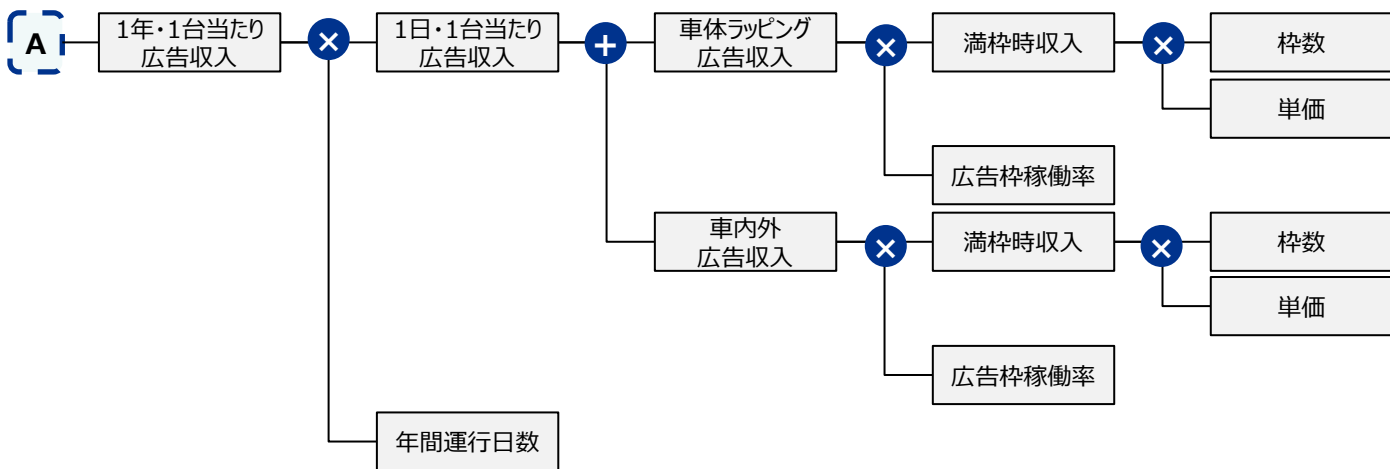 A
1年・1台当たり
広告収入
×
1日・1台当たり
広告収入
+
車体ラッピング
広告収入
×
満枠時収入
×
枠数
単価
広告枠稼働率
車内外
広告収入
×
満枠時収入
×
枠数
単価
広告枠稼働率
年間運行日数